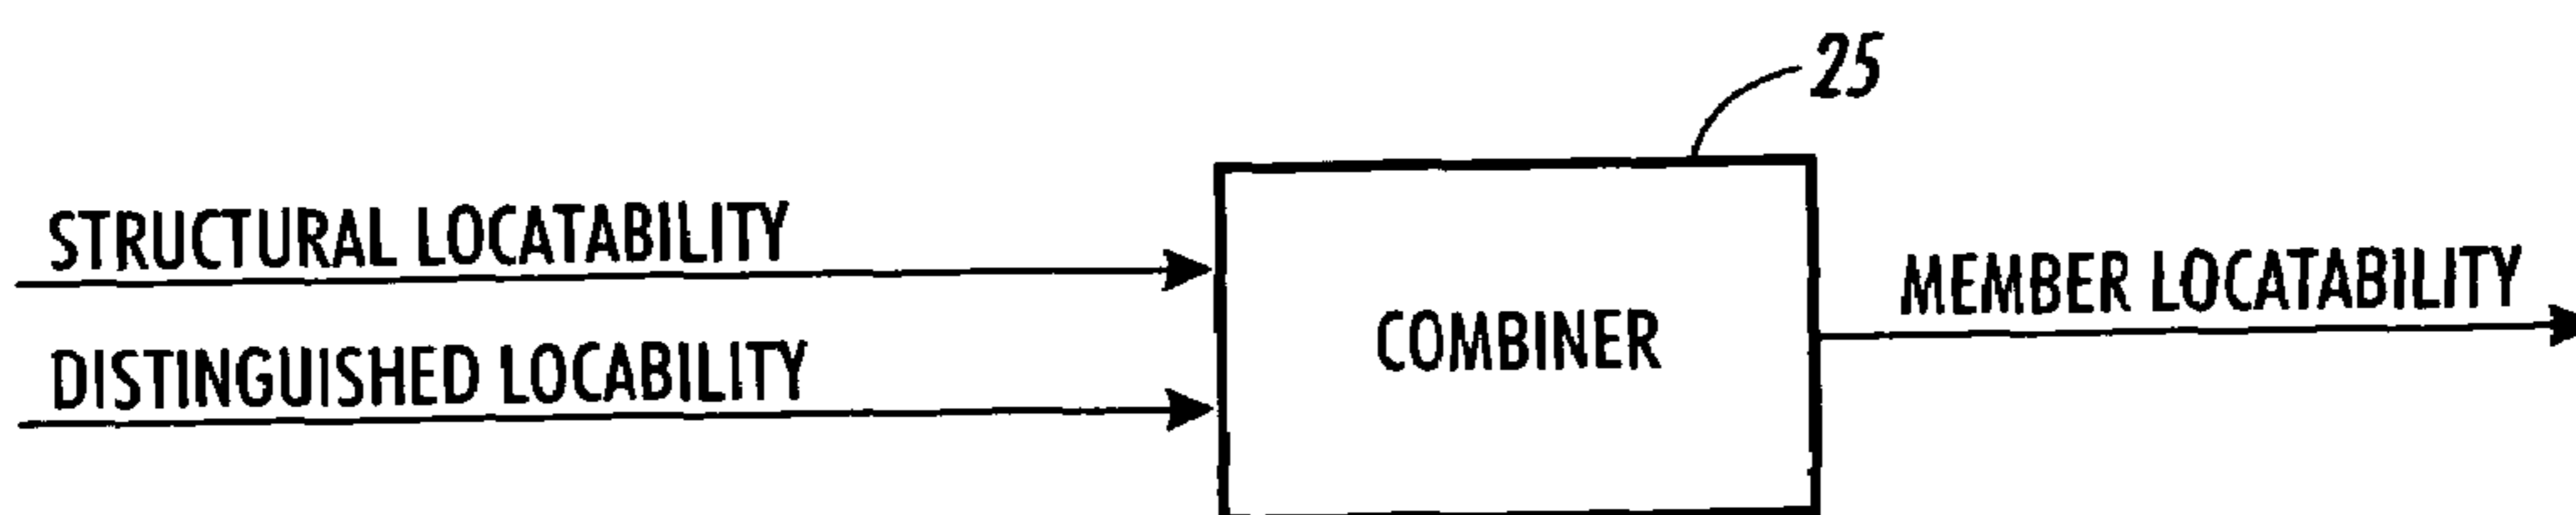 25
STRUCTURAL LOCATABILITY
DISTINGUISHED LOCABILITY
COMBINER
MEMBER LOCATABILITY